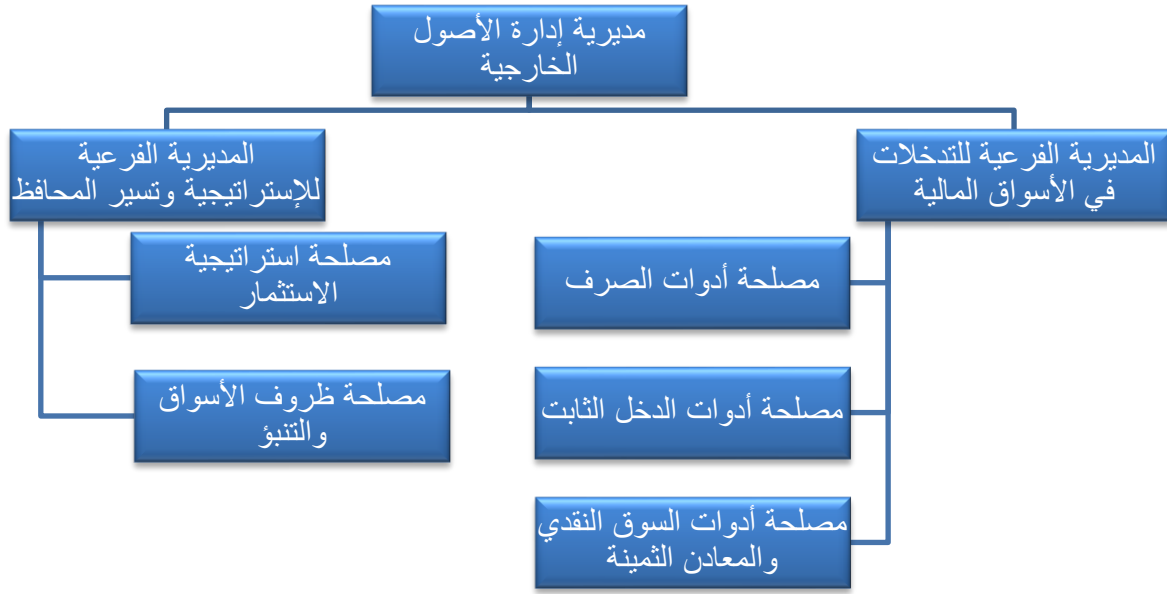 مديرية إدارة الأصول
الخارجية
المديرية الفرعية للتدخلات
في الأسواق المالية
مصلحة أدوات الصرف
مصلحة أدوات الدخل الثابت
مصلحة أدوات السوق النقدي
والمعادن الثمينة
المديرية الفرعية
للإستراتيجية وتسير المحافظ
مصلحة استراتيجية
الاستثمار
مصلحة ظروف الأسواق
والتنبؤ